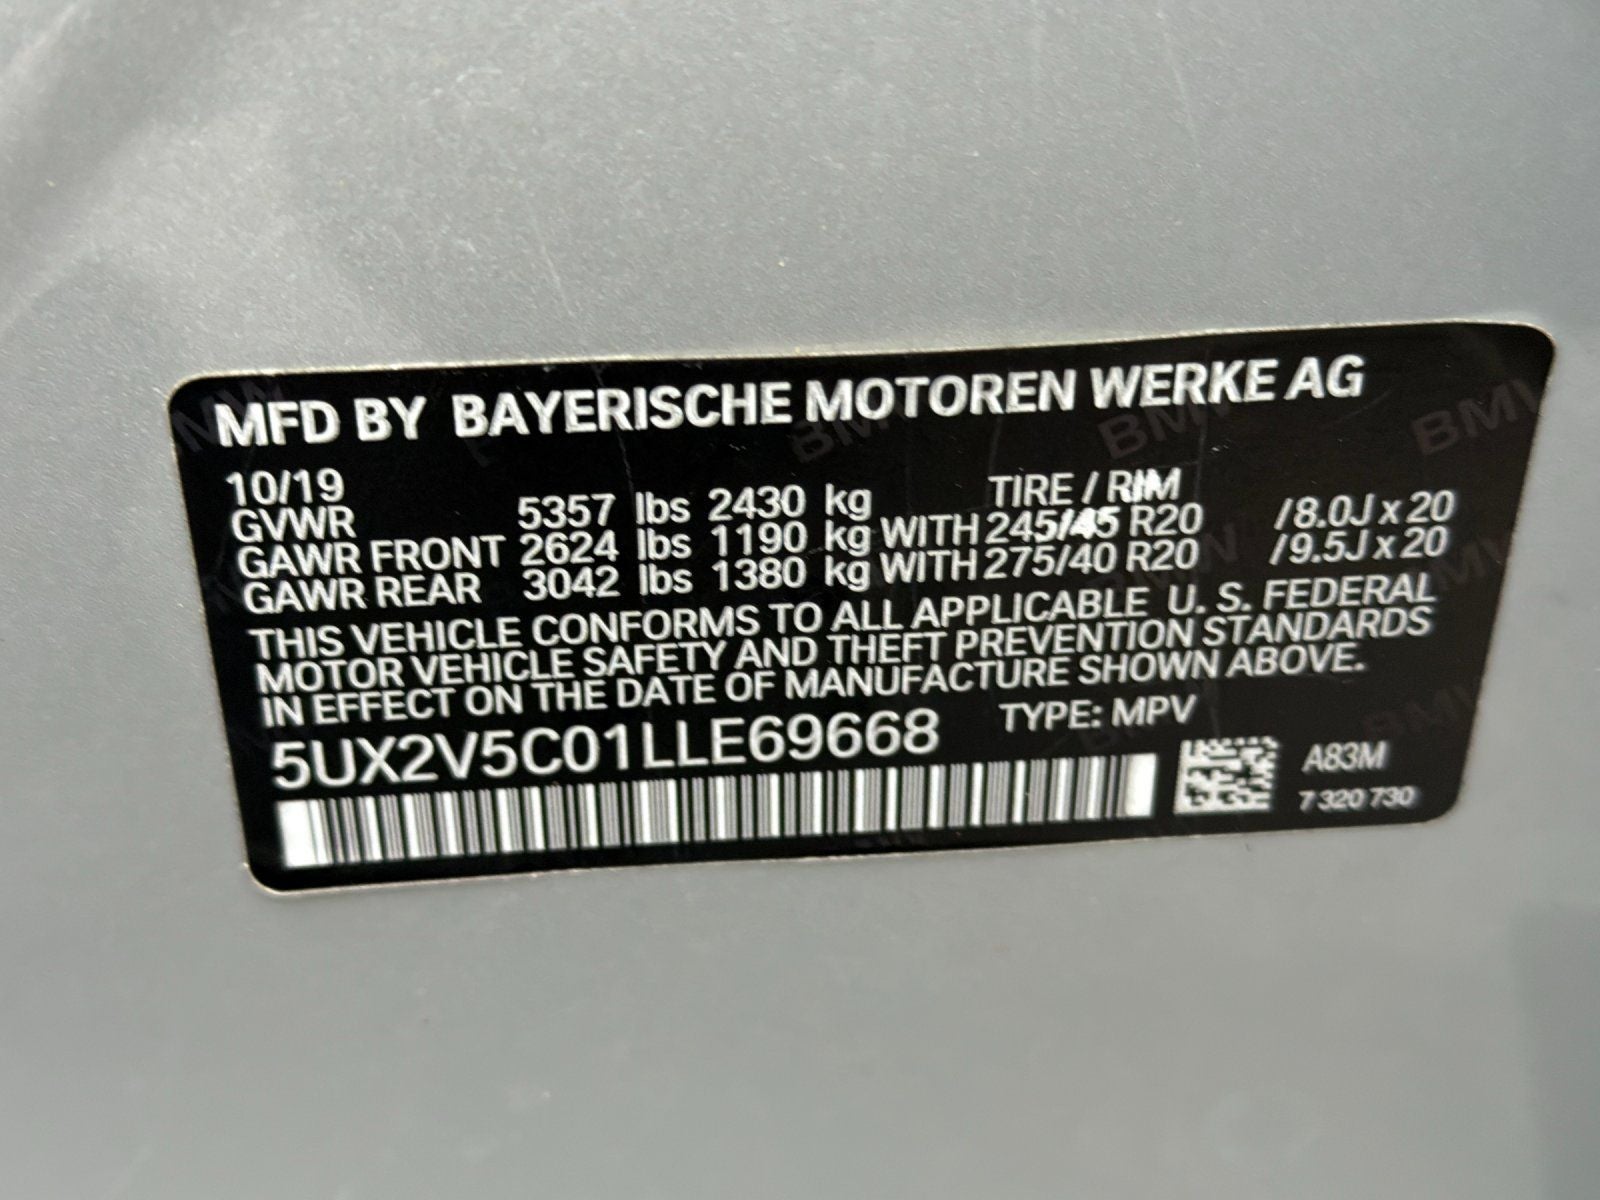 MFD BY BAYERISCHE MOTOREN WERKE AG
10/19 TIRE / RIM
GVWR 5357 lbs 2430 kg
GAWR FRONT 2624 lbs 1190 kg WITH 245/45 R20 /8.0J x 20
GAWR REAR 3042 lbs 1380 kg WITH 275/40 R20 /9.5J x 20
THIS VEHICLE CONFORMS TO ALL APPLICABLE U. S. FEDERAL
MOTOR VEHICLE SAFETY AND THEFT PREVENTION STANDARDS
IN EFFECT ON THE DATE OF MANUFACTURE SHOWN ABOVE.
5UX2V5C01LLE69668 TYPE: MPV
A83M
7 320 730